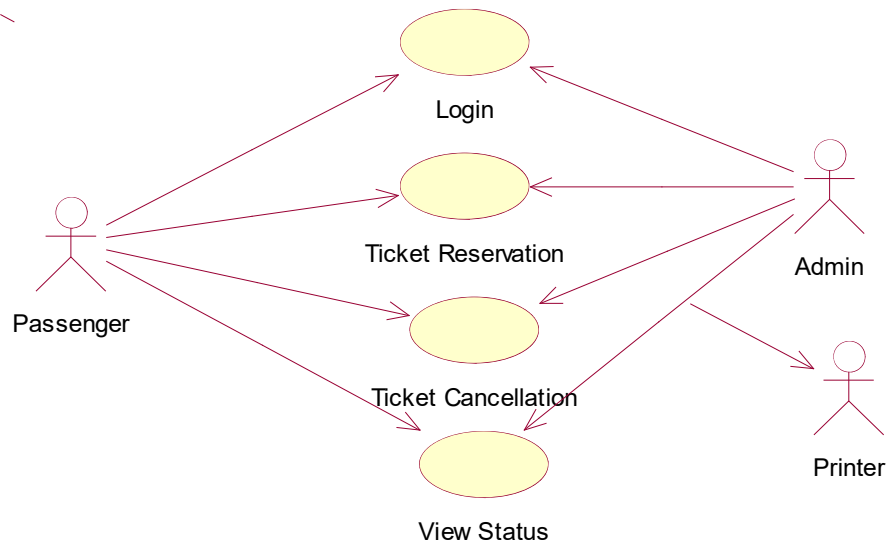 Login
Ticket Reservation
Admin
Passenger
Ticket Cancellation
Printer
View Status